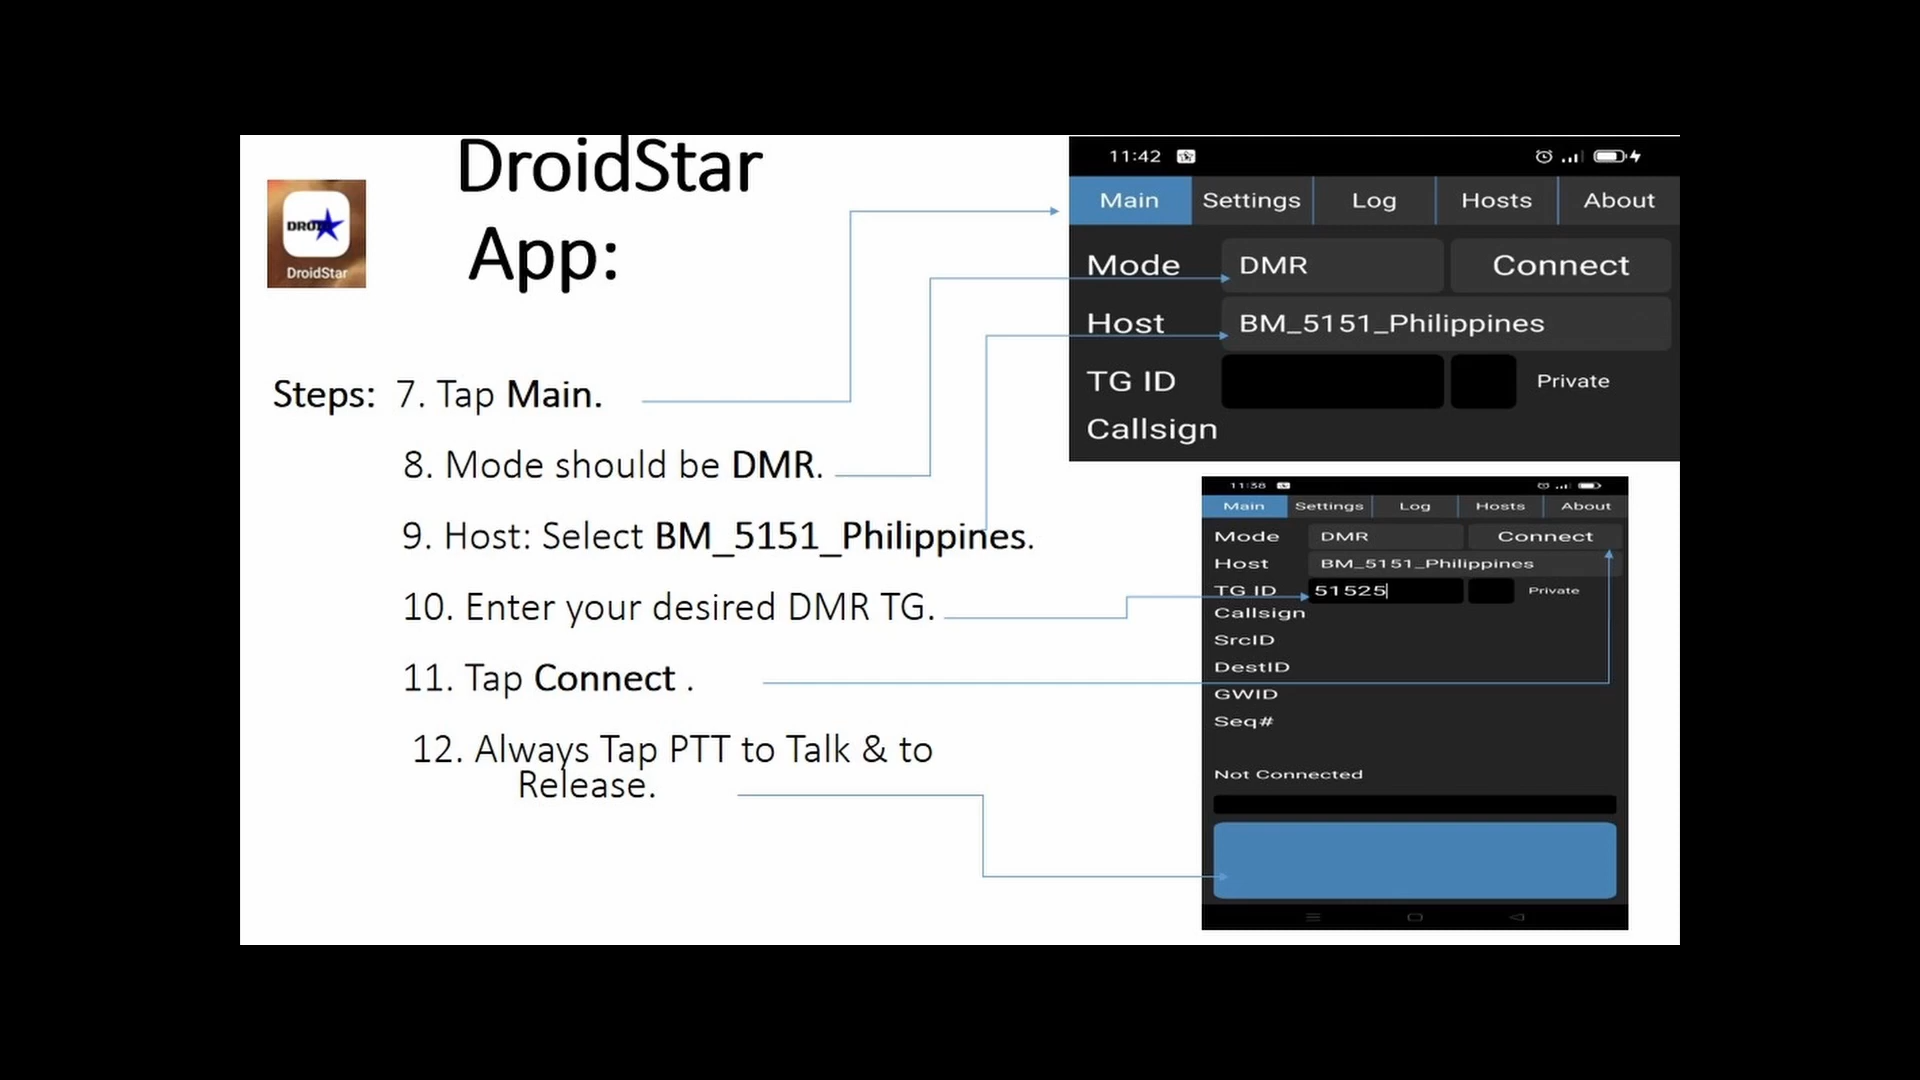 DroidStar
App:
DROID
DroidStar
Steps: 7. Tap Main.
8. Mode should be DMR.
9. Host: Select BM_5151_Philippines.
10. Enter your desired DMR TG.
11. Tap Connect .
12. Always Tap PTT to Talk & to
Release.
11:42
Main Settings Log Hosts About
Mode DMR Connect
Host BM_5151_Philippines
TG ID Private
Callsign
11:38
Main Settings Log Hosts About
Mode DMR Connect
Host BM_5151_Philippines
TG ID 51525 Private
Callsign
SrcID
DestID
GWID
Seq#
Not Connected